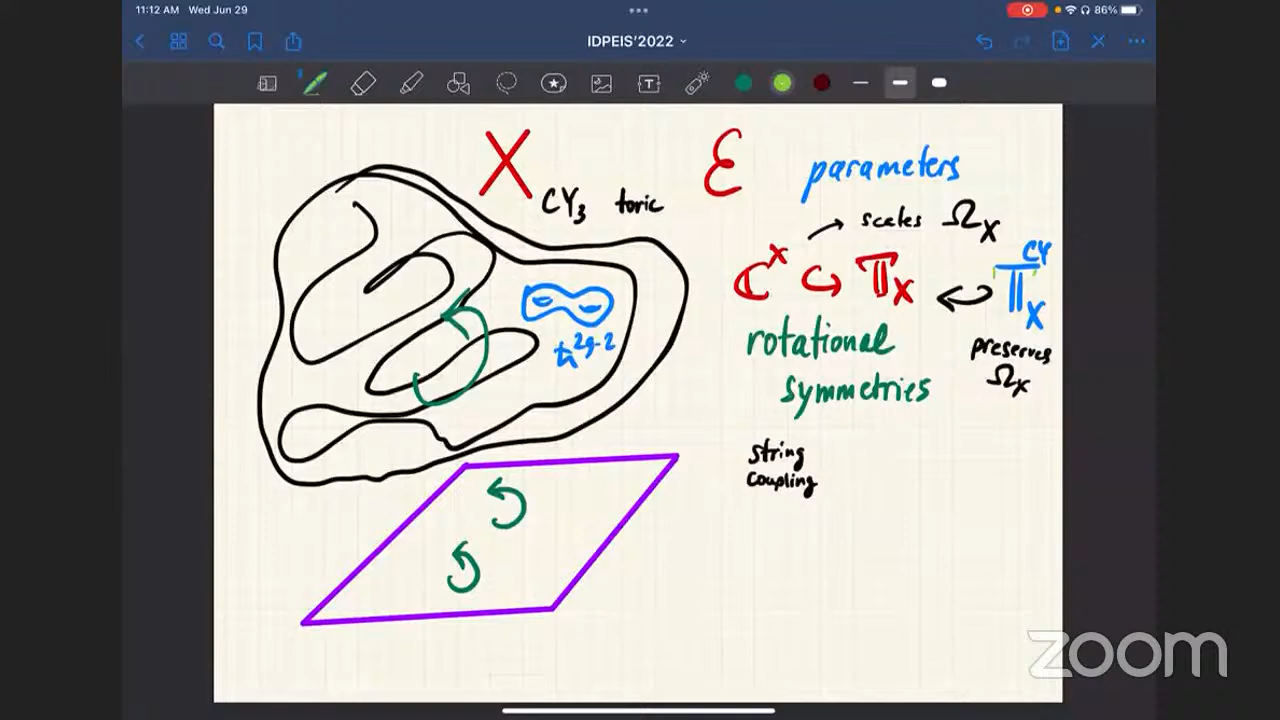 11:12 AM Wed Jun 29
86%
IDPEIS'2022
X
CY₃ toric
ε parameters
→ scales Ω_X
ℂ^× ↪ 𝕋_X ↩ 𝕋_X^CY
rotational
symmetries
preserves
Ω_X
ħ^{2g-2}
string
coupling
zoom